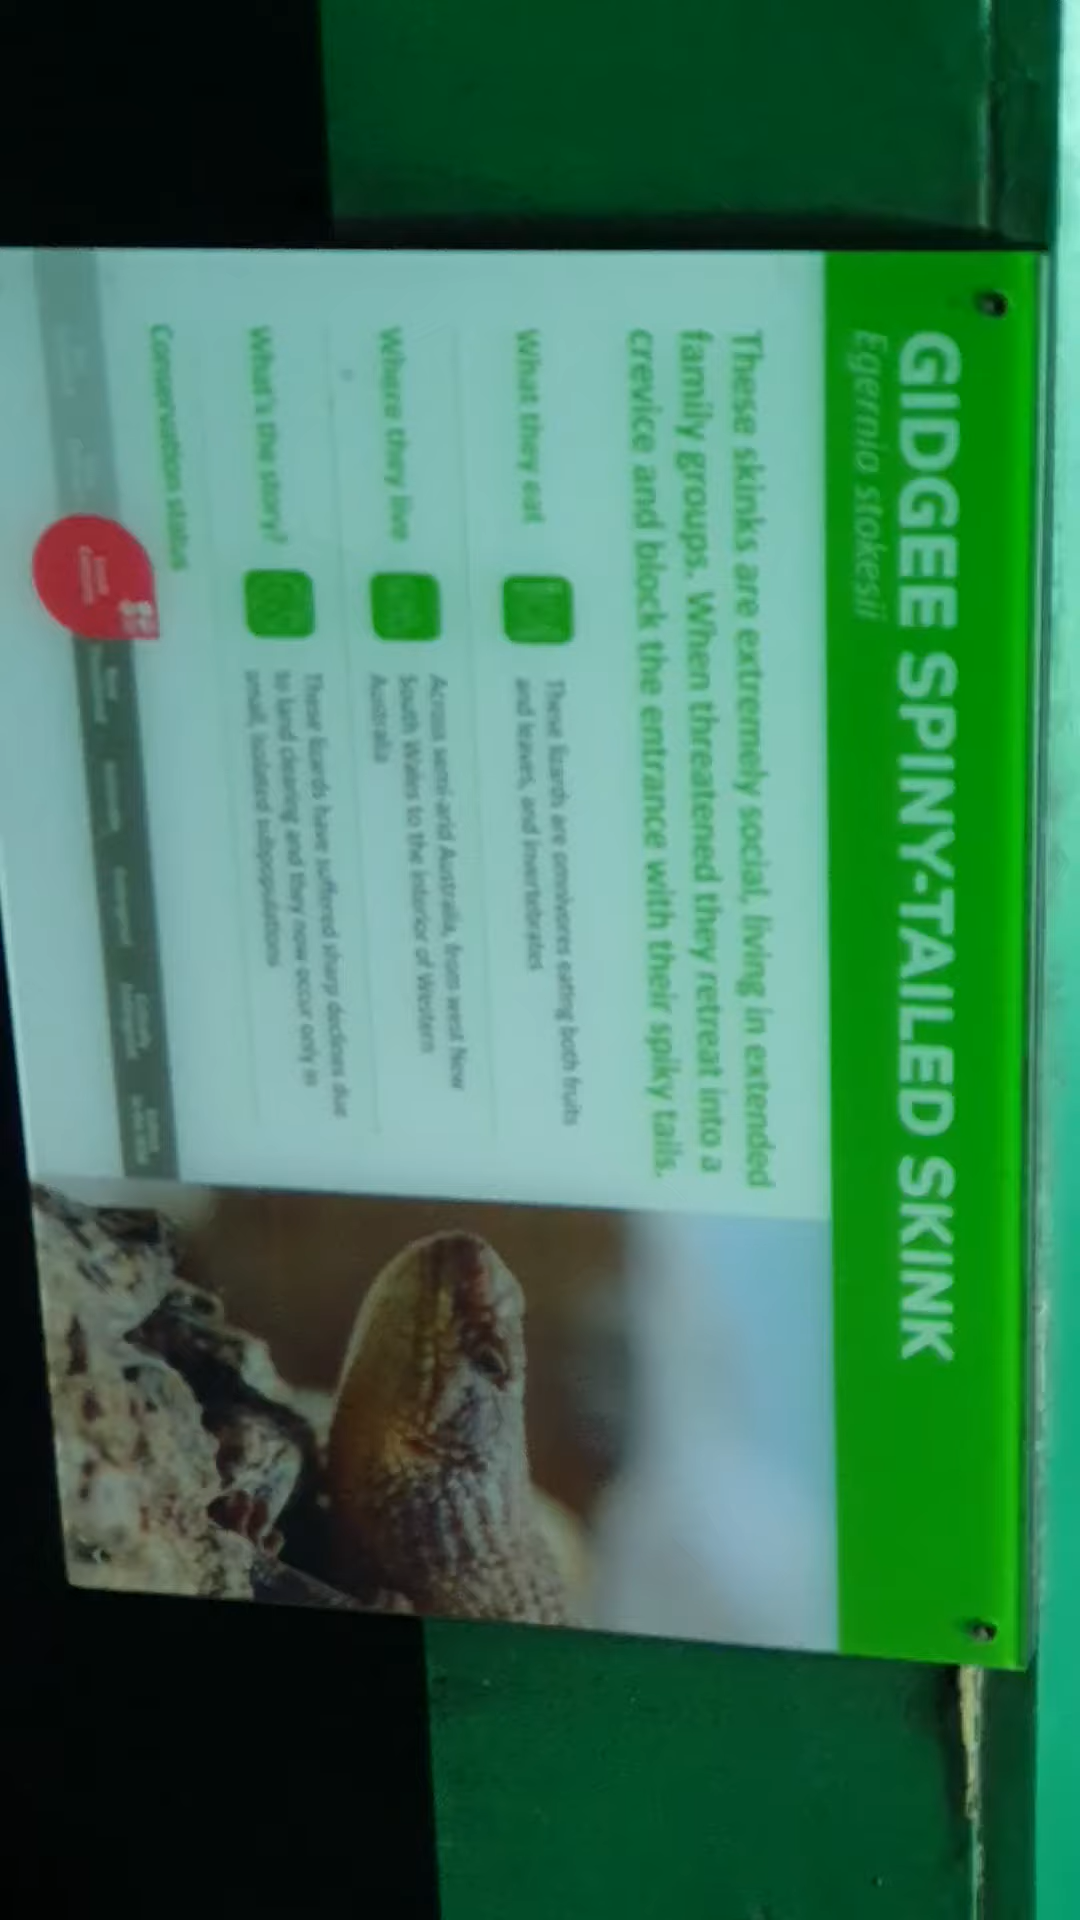 GIDGEE SPINY-TAILED SKINK
Egernia stokesii
These skinks are extremely social, living in extended
family groups. When threatened they retreat into a
crevice and block the entrance with their spiky tails.
What they eat
These lizards are omnivores eating both fruits
and leaves, and invertebrates
Where they live
Across semi-arid Australia, from west New
South Wales to the interior of Western
Australia
What's the story?
These lizards have suffered sharp declines due
to land clearing and they now occur only in
small, isolated subpopulations
Conservation status